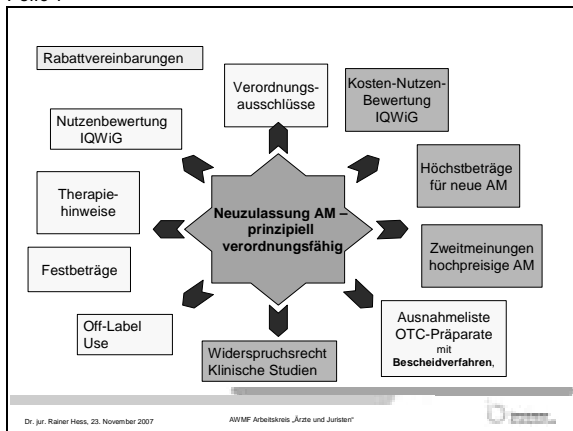 Rabattvereinbarungen
Verordnungs-
ausschlüsse
Kosten-Nutzen-
Bewertung
IQWiG
Nutzenbewertung
IQWiG
Höchstbeträge
für neue AM
Therapie-
hinweise
Neuzulassung AM –
prinzipiell
verordnungsfähig
Zweitmeinungen
hochpreisige AM
Festbeträge
Off-Label
Use
Widerspruchsrecht
Klinische Studien
Ausnahmeliste
OTC-Präparate
mit
Bescheidverfahren,
Dr. jur. Rainer Hess, 23. November 2007
AWMF Arbeitskreis „Ärzte und Juristen"